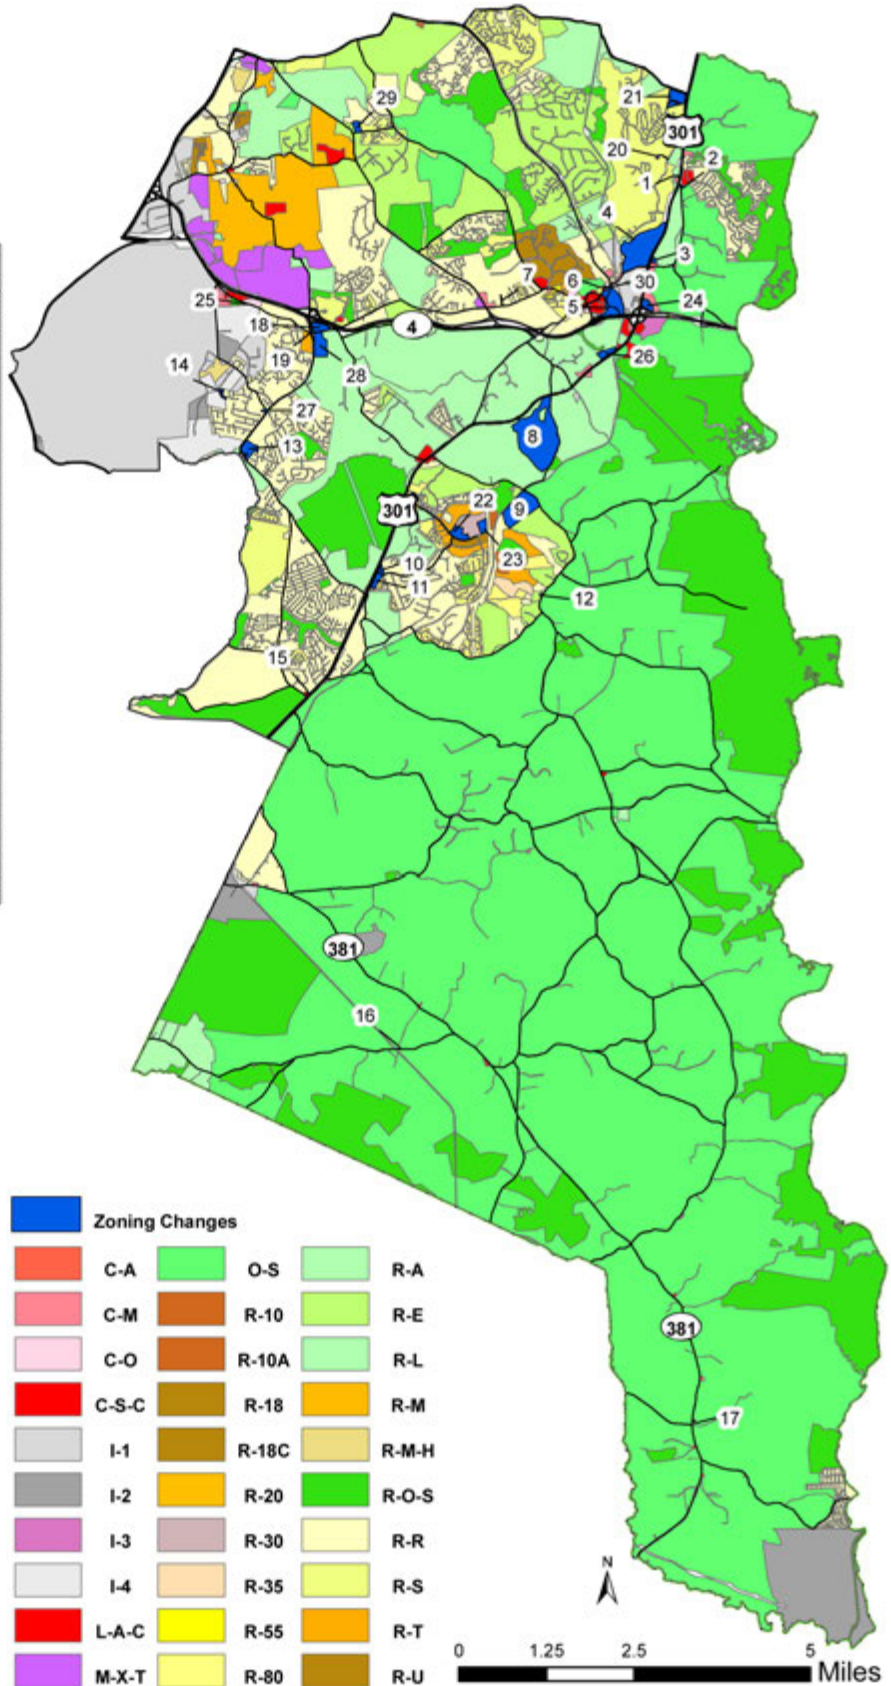 29
21
301
20
2
1
4
3
7
6
30
25
5
24
18
4
26
14
19
28
27
8
13
301
22
9
10
23
11
12
15
381
16
Zoning Changes
C-A O-S R-A
C-M R-10 R-E
C-O R-10A R-L
381
C-S-C R-18 R-M
17
I-1 R-18C R-M-H
I-2 R-20 R-O-S
I-3 R-30 R-R
I-4 R-35 R-S
L-A-C R-55 R-T
M-X-T R-80 R-U
N
0 1.25 2.5 5
Miles